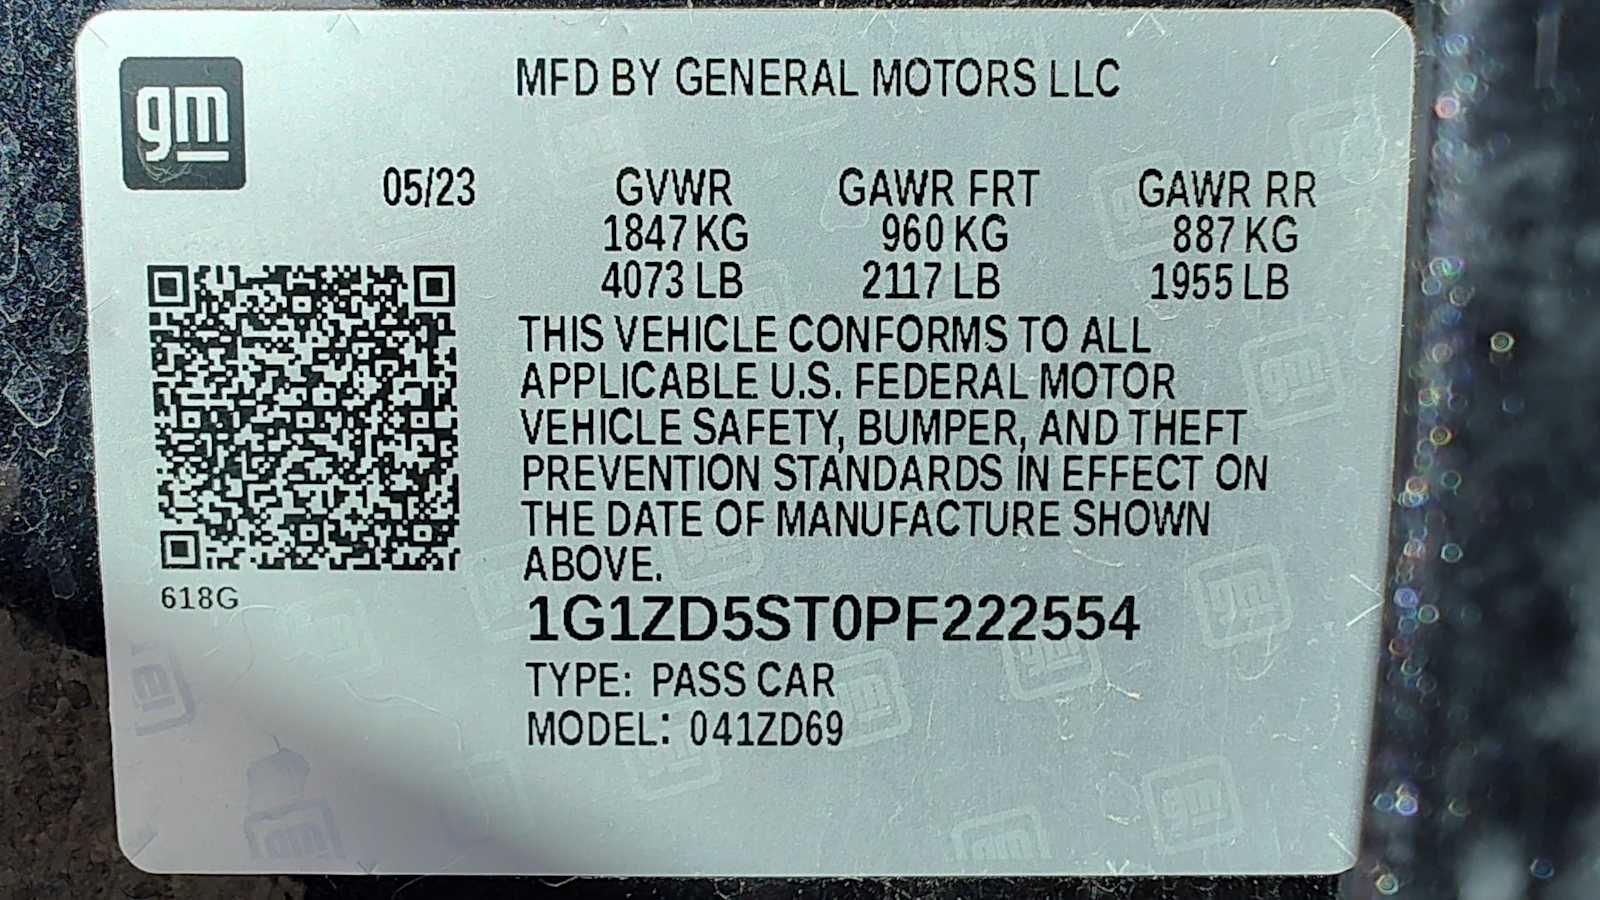 gm
MFD BY GENERAL MOTORS LLC
05/23 GVWR GAWR FRT GAWR RR
1847 KG 960 KG 887 KG
4073 LB 2117 LB 1955 LB
THIS VEHICLE CONFORMS TO ALL
APPLICABLE U.S. FEDERAL MOTOR
VEHICLE SAFETY, BUMPER, AND THEFT
PREVENTION STANDARDS IN EFFECT ON
THE DATE OF MANUFACTURE SHOWN
ABOVE.
618G
1G1ZD5ST0PF222554
TYPE: PASS CAR
MODEL: 041ZD69